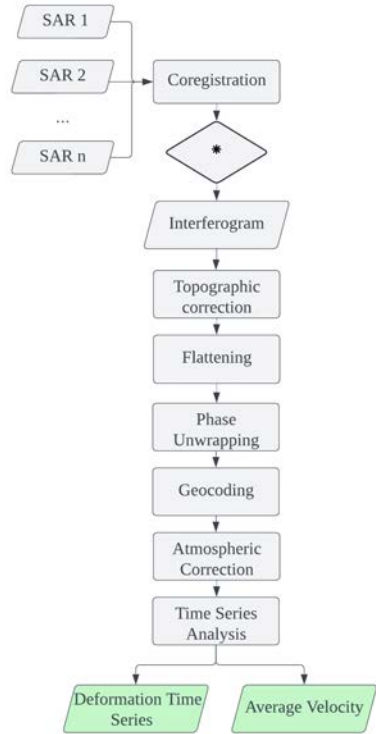 SAR 1
SAR 2
...
SAR n
Coregistration
*
Interferogram
Topographic
correction
Flattening
Phase
Unwrapping
Geocoding
Atmospheric
Correction
Time Series
Analysis
Deformation Time
Series
Average Velocity